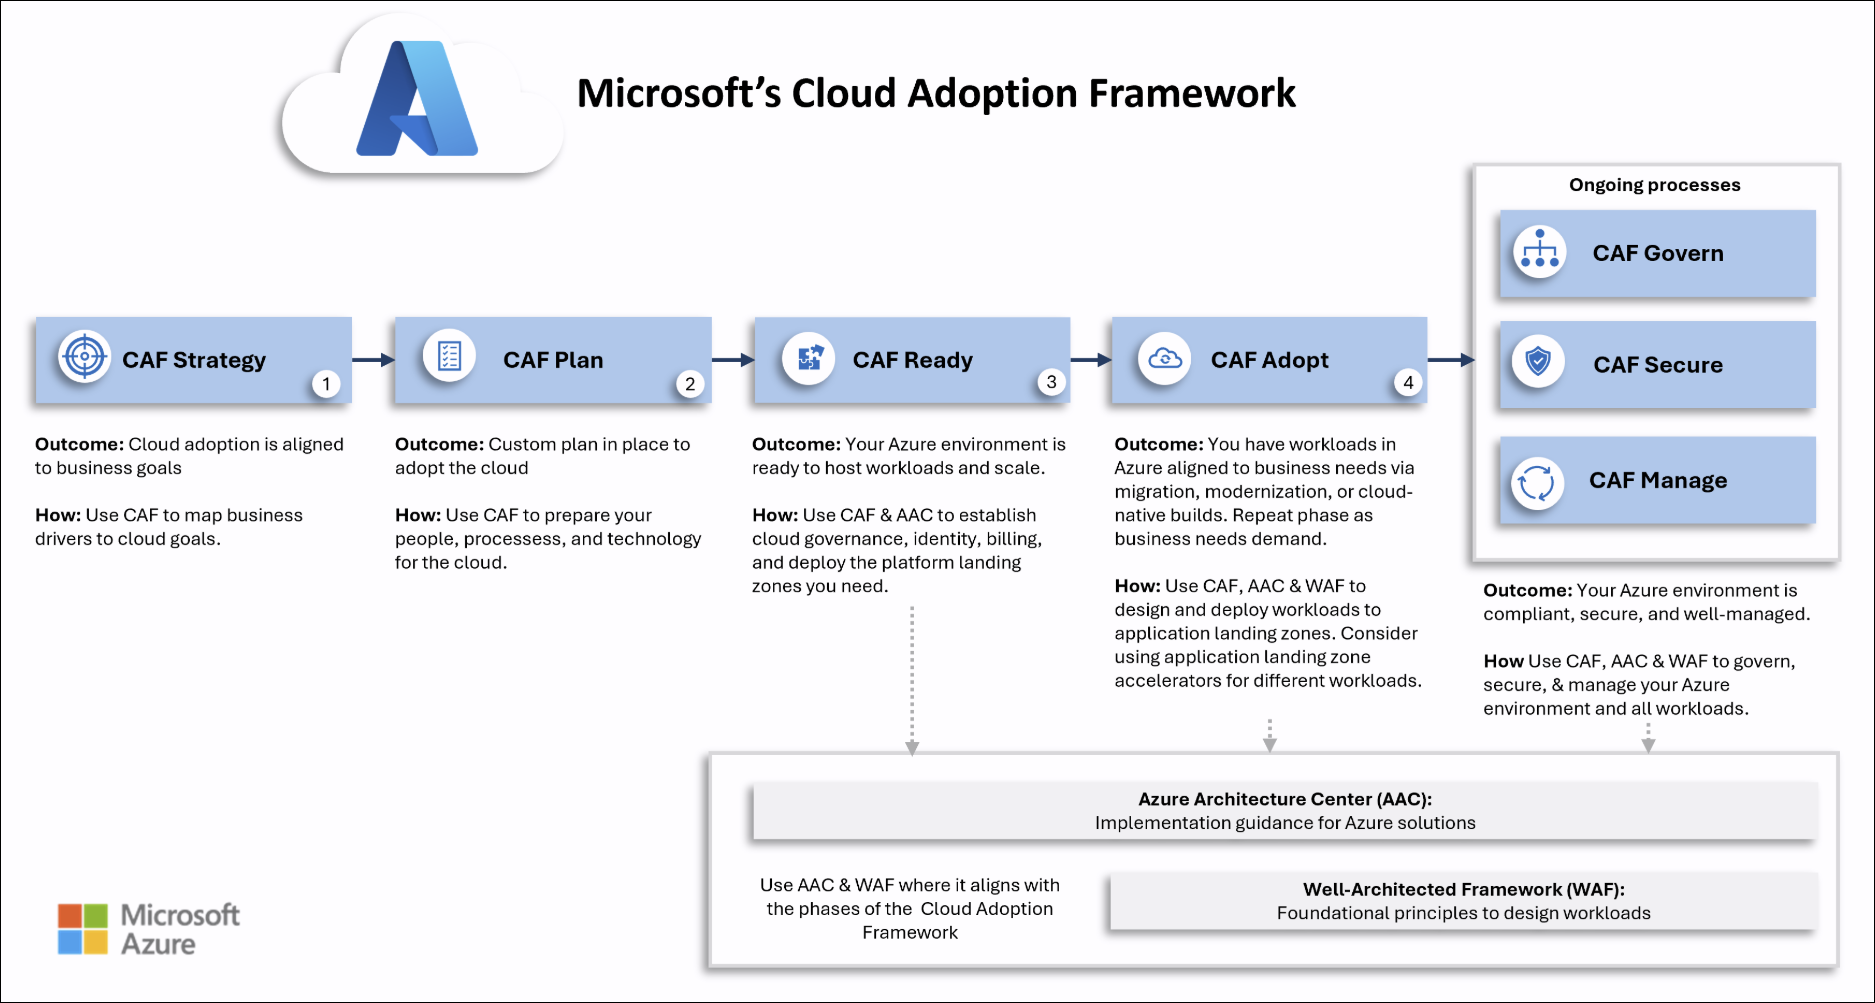 Microsoft's Cloud Adoption Framework
CAF Strategy
1
Outcome: Cloud adoption is aligned
to business goals
How: Use CAF to map business
drivers to cloud goals.
CAF Plan
2
Outcome: Custom plan in place to
adopt the cloud
How: Use CAF to prepare your
people, processess, and technology
for the cloud.
CAF Ready
3
Outcome: Your Azure environment is
ready to host workloads and scale.
How: Use CAF & AAC to establish
cloud governance, identity, billing,
and deploy the platform landing
zones you need.
CAF Adopt
4
Outcome: You have workloads in
Azure aligned to business needs via
migration, modernization, or cloud-
native builds. Repeat phase as
business needs demand.
How: Use CAF, AAC & WAF to
design and deploy workloads to
application landing zones. Consider
using application landing zone
accelerators for different workloads.
Ongoing processes
CAF Govern
CAF Secure
CAF Manage
Outcome: Your Azure environment is
compliant, secure, and well-managed.
How Use CAF, AAC & WAF to govern,
secure, & manage your Azure
environment and all workloads.
Azure Architecture Center (AAC):
Implementation guidance for Azure solutions
Use AAC & WAF where it aligns with
the phases of the Cloud Adoption
Framework
Well-Architected Framework (WAF):
Foundational principles to design workloads
Microsoft
Azure